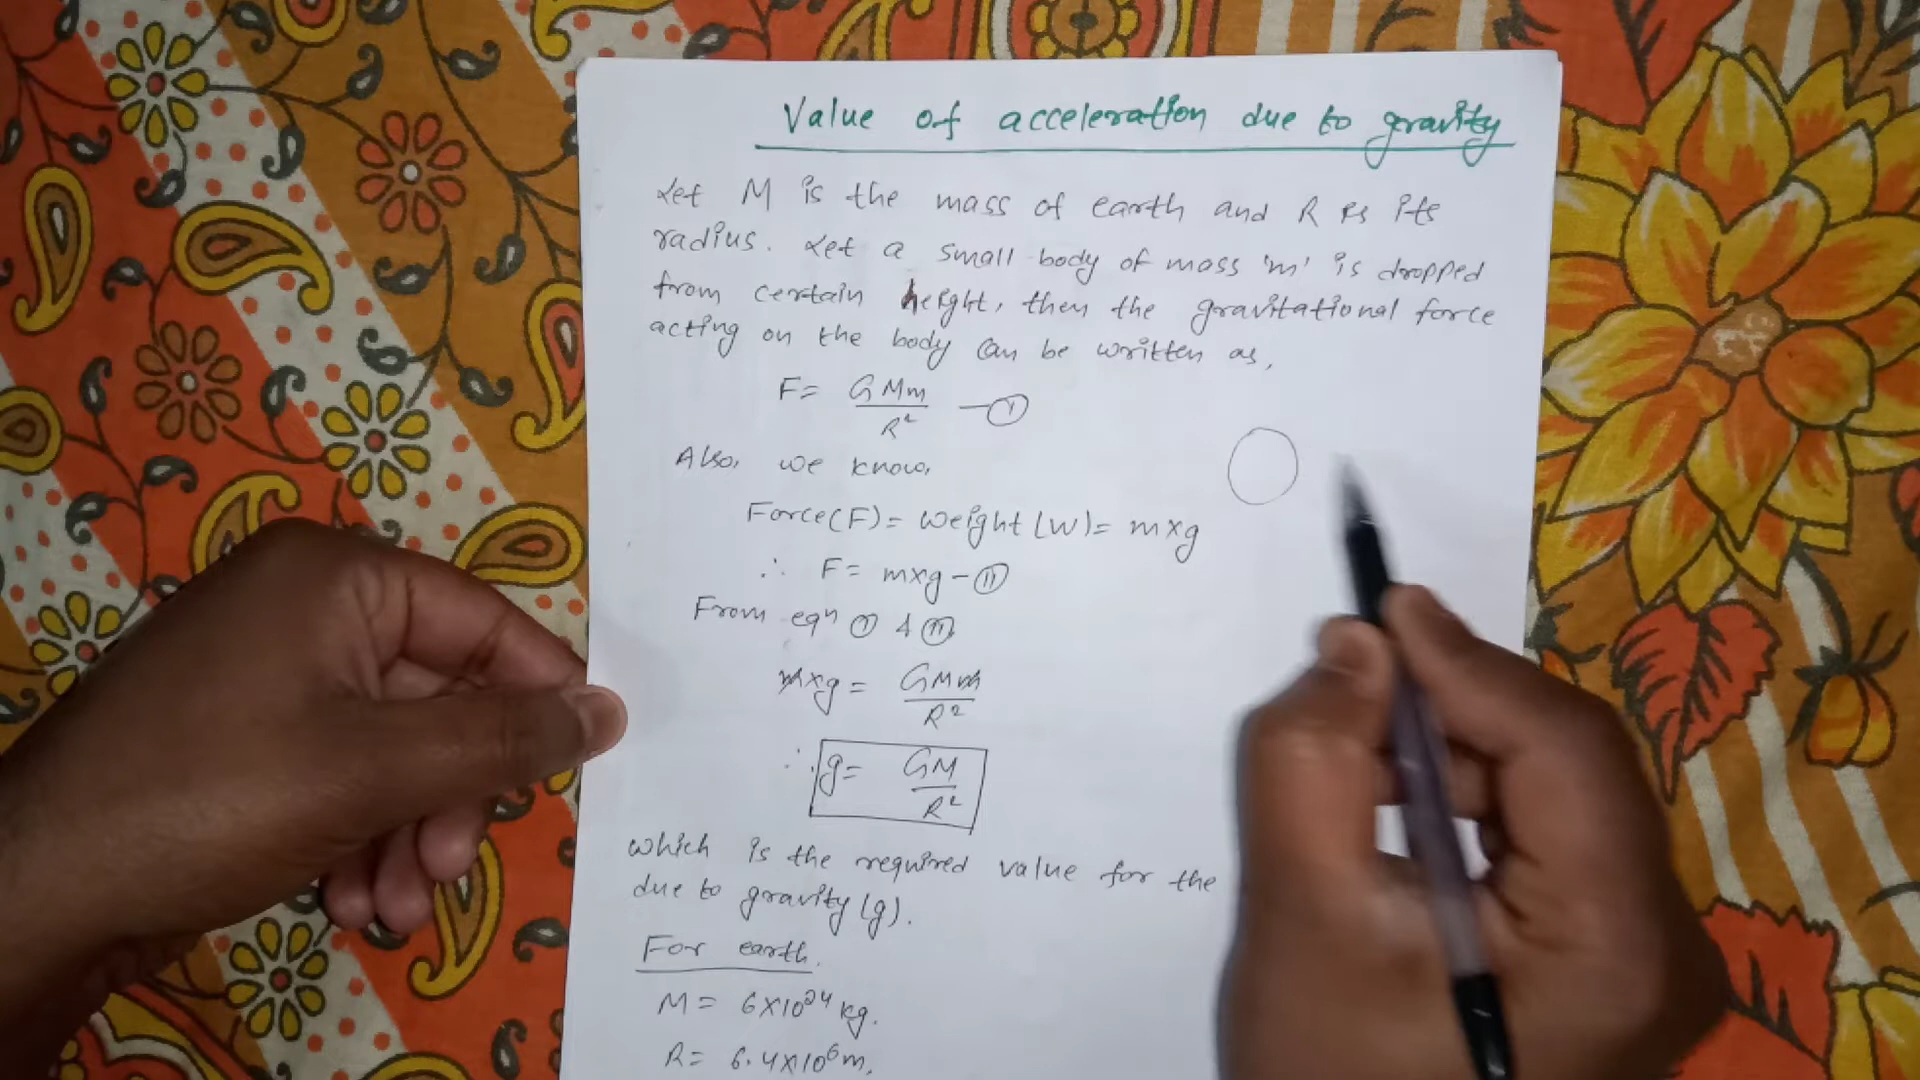 Value of acceleration due to gravity
Let M is the mass of earth and R is its
radius. Let a small body of mass 'm' is dropped
from certain height, then the gravitational force
acting on the body can be written as,
F = GMm/R² — (I)
Also, we know,
Force(F) = Weight (W) = m×g
∴ F = m×g – (II)
From eqⁿ (I) & (II),
m×g = GMm/R²
∴ g = GM/R²
which is the required value for the
due to gravity (g).
For earth.
M = 6×10²⁴ kg.
R = 6.4×10⁶ m,